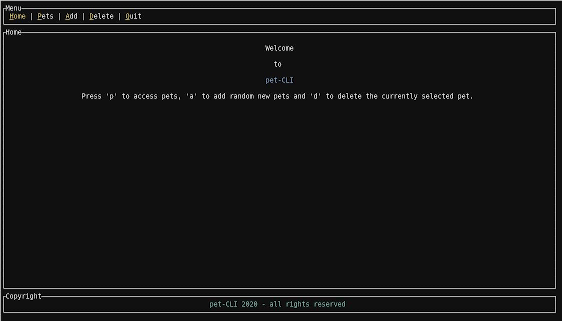 Menu
Home | Pets | Add | Delete | Quit
Home
Welcome
to
pet-CLI
Press 'p' to access pets, 'a' to add random new pets and 'd' to delete the currently selected pet.
Copyright
pet-CLI 2020 - all rights reserved